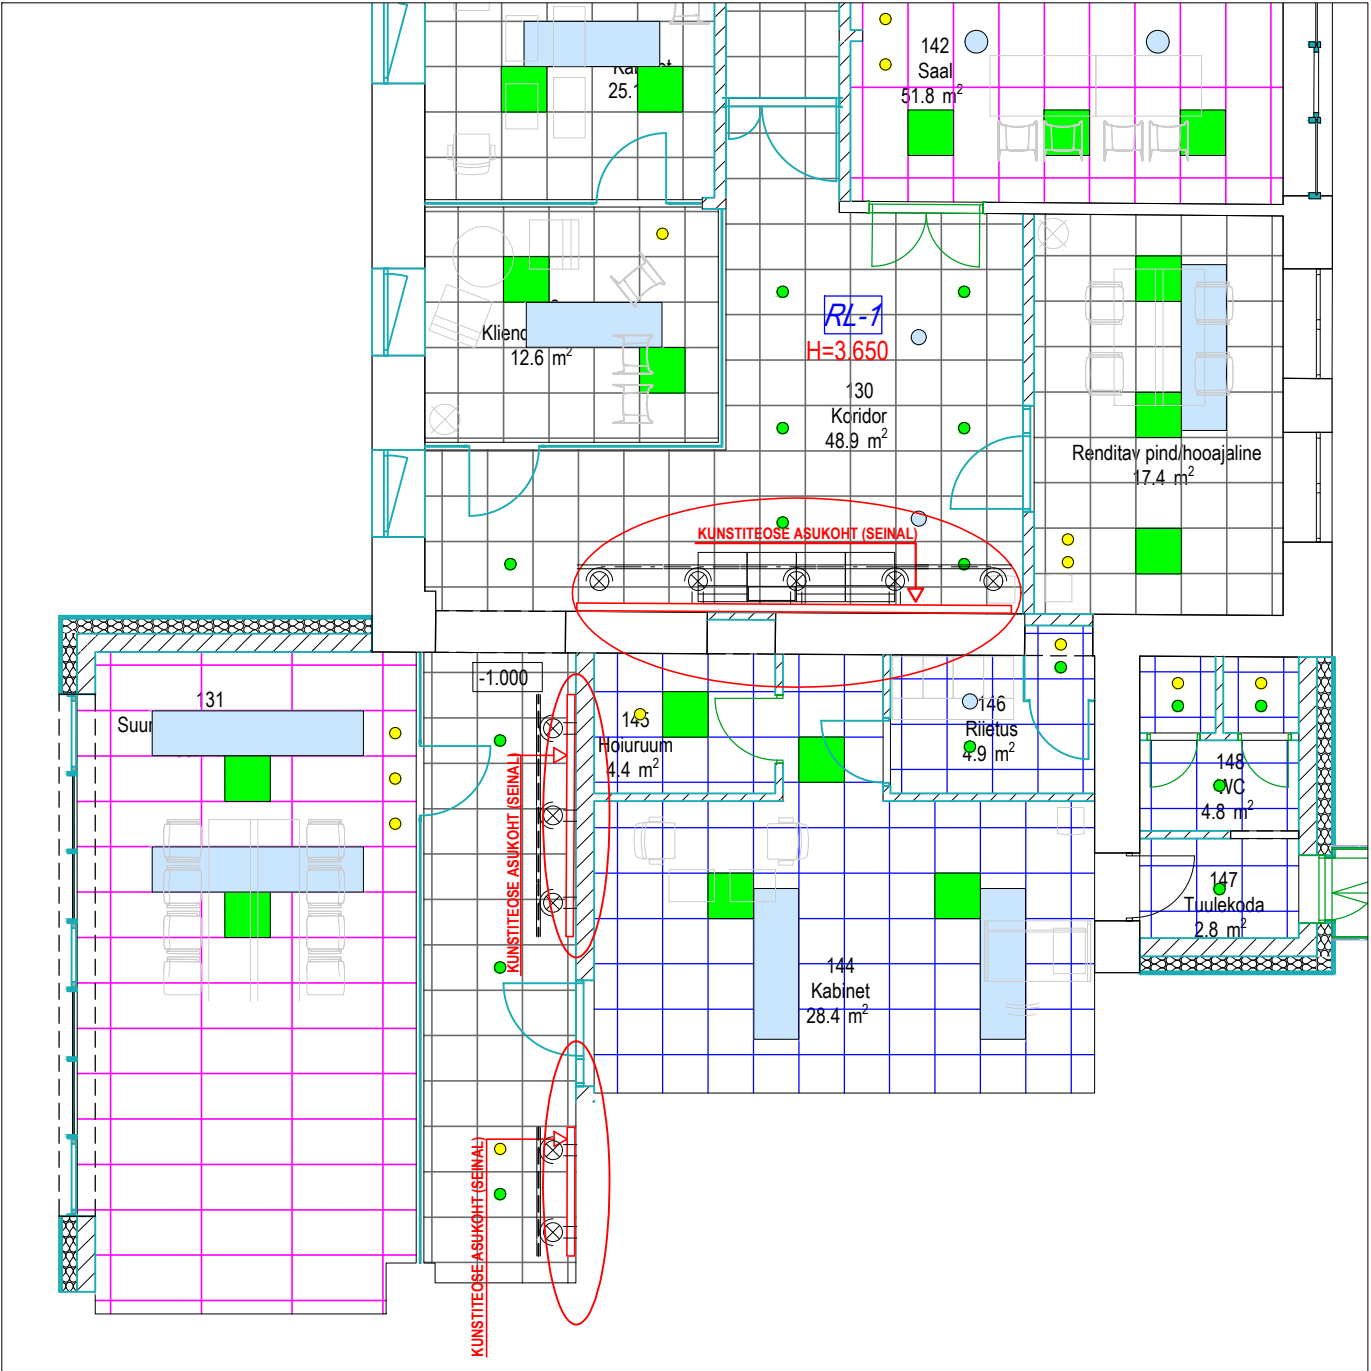 142
Saal
51.8 m²
RL-1
H=3.650
12.6 m²
130
Koridor
48.9 m²
Renditav pind/hooajaline
17.4 m²
KUNSTITEOSE ASUKOHT (SEINAL)
-1.000
131
145
Hoiuruum
4.4 m²
146
Riietus
4.9 m²
148
WC
4.8 m²
KUNSTITEOSE ASUKOHT (SEINAL)
147
Tuulekoda
2.8 m²
144
Kabinet
28.4 m²
KUNSTITEOSE ASUKOHT (SEINAL)